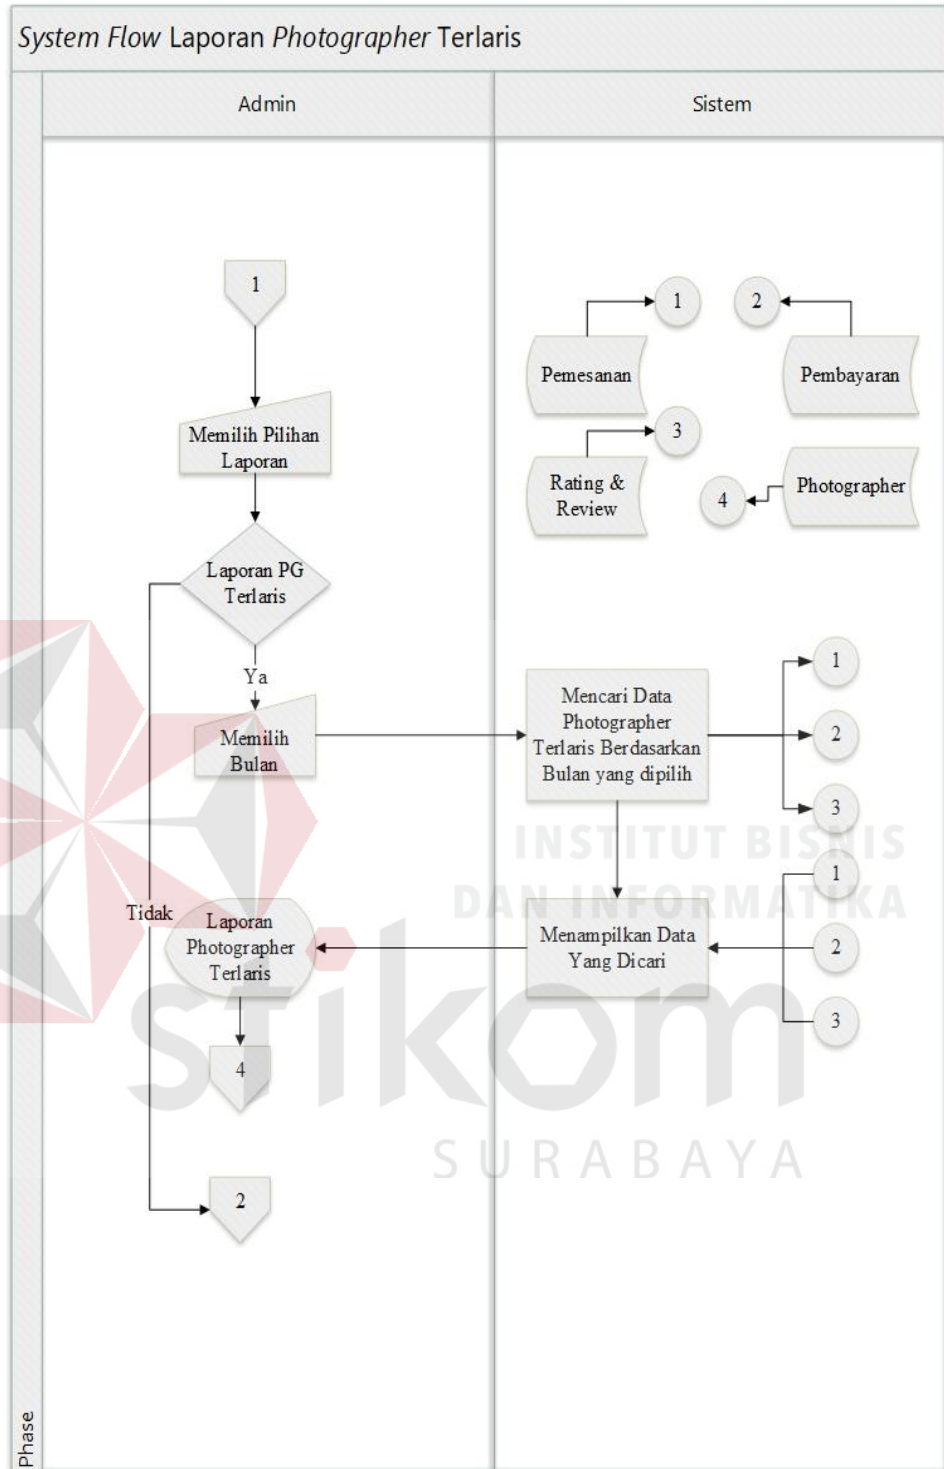 System Flow Laporan Photographer Terlaris
Admin
Sistem
1
Memilih Pilihan
Laporan
Laporan PG
Terlaris
Ya
Memilih
Bulan
Tidak
Laporan
Photographer
Terlaris
4
2
1
2
Pemesanan
Pembayaran
3
Rating &
Review
4
Photographer
Mencari Data
Photographer
Terlaris Berdasarkan
Bulan yang dipilih
1
2
3
Menampilkan Data
Yang Dicari
1
2
3
INSTITUT BISNIS
DAN INFORMATIKA
stikom
SURABAYA
Phase